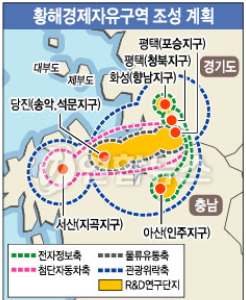 황해경제자유구역 조성 계획
평택(포승지구)
평택(청북지구)
화성(향남지구)
경기도
대부도
제부도
당진(송악,석문지구)
연합뉴스
충남
서산(지곡지구)
아산(인주지구)
전자정보축
물류유통축
첨단자동차축
관광위락축
R&D연구단지